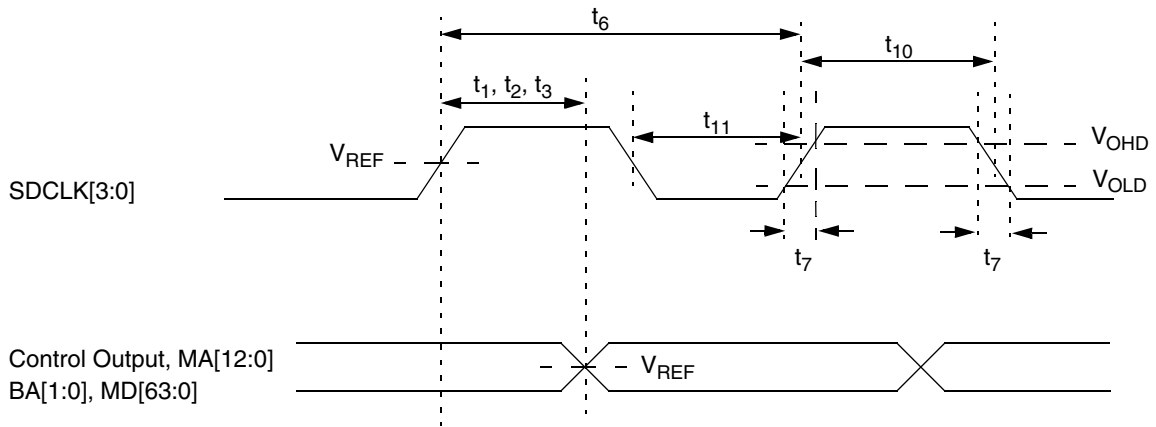 t6
t10
t1, t2, t3
t11
VREF
VOHD
SDCLK[3:0]
VOLD
t7
t7
Control Output, MA[12:0]
VREF
BA[1:0], MD[63:0]